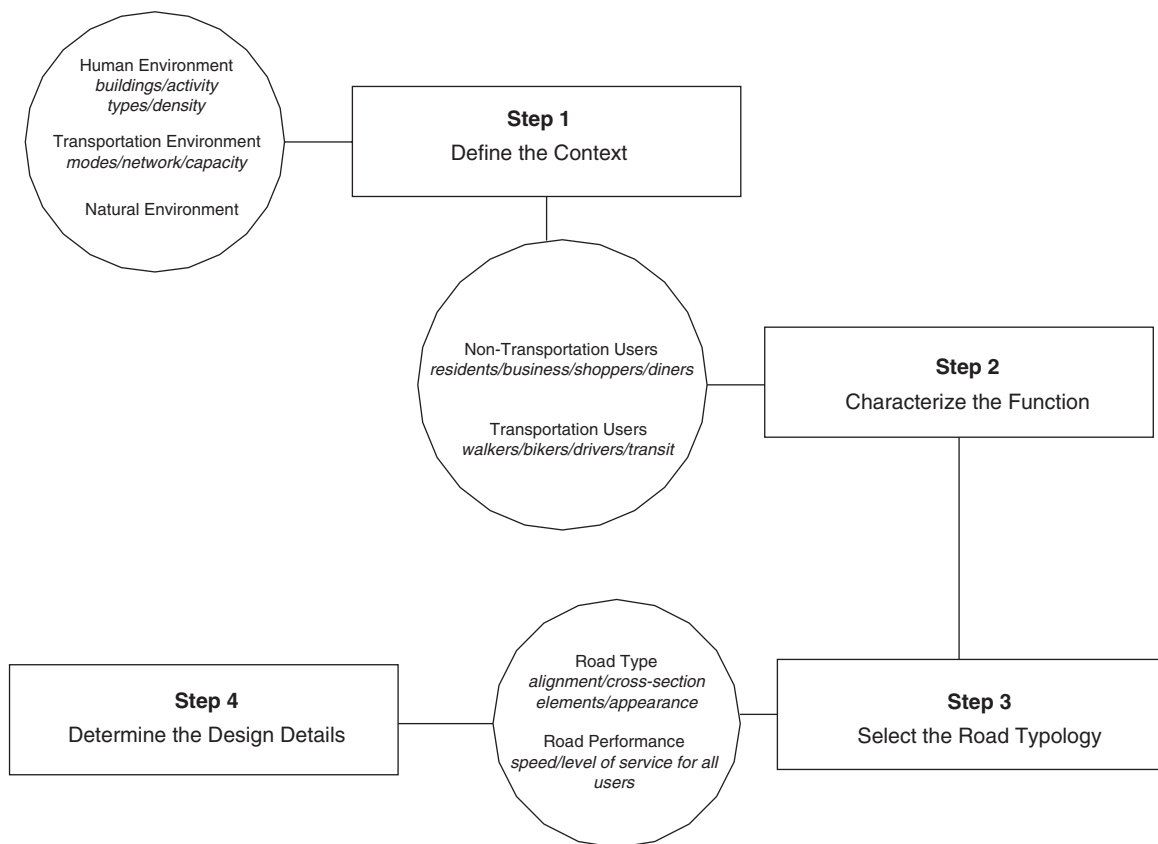 Human Environment
buildings/activity
types/density
Transportation Environment
modes/network/capacity
Natural Environment
Step 1
Define the Context
Non-Transportation Users
residents/business/shoppers/diners
Transportation Users
walkers/bikers/drivers/transit
Step 2
Characterize the Function
Step 3
Select the Road Typology
Road Type
alignment/cross-section
elements/appearance
Road Performance
speed/level of service for all
users
Step 4
Determine the Design Details